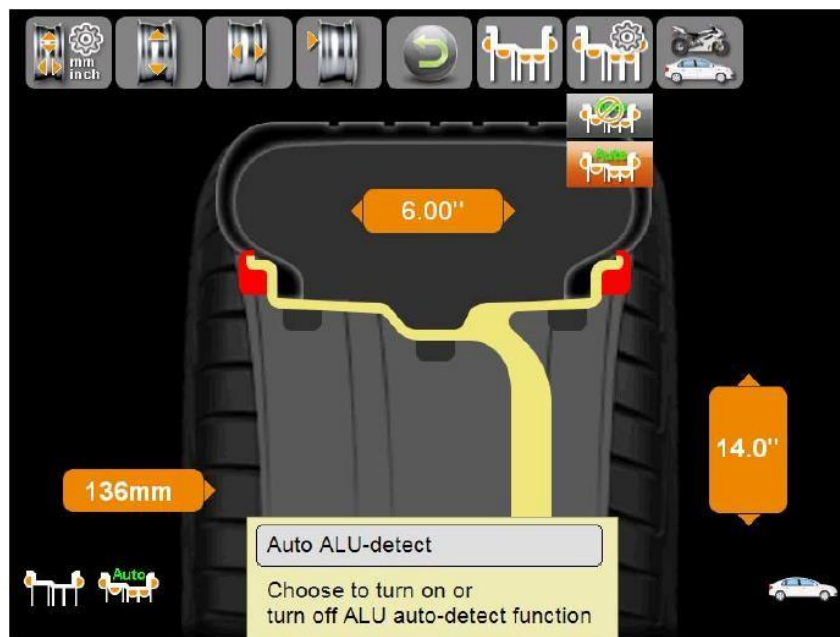 mm
inch
Auto
6.00"
14.0"
136mm
Auto ALU-detect
Choose to turn on or
turn off ALU auto-detect function
Auto